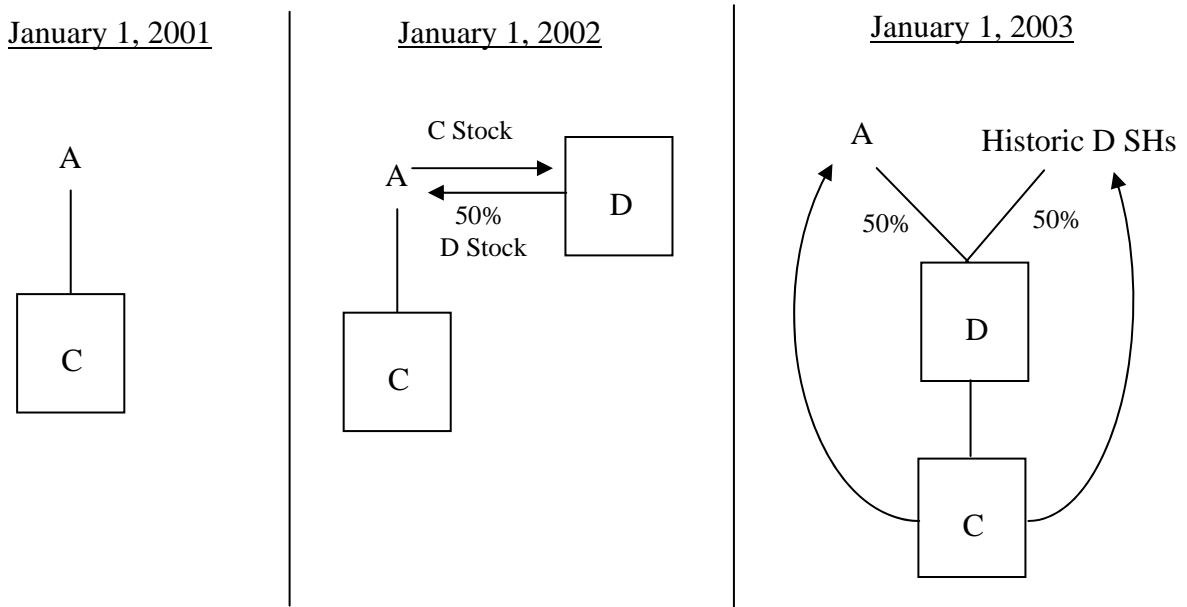 January 1, 2001
A
C
January 1, 2002
C Stock
A
50%
D Stock
D
C
January 1, 2003
A
Historic D SHs
50%
50%
D
C